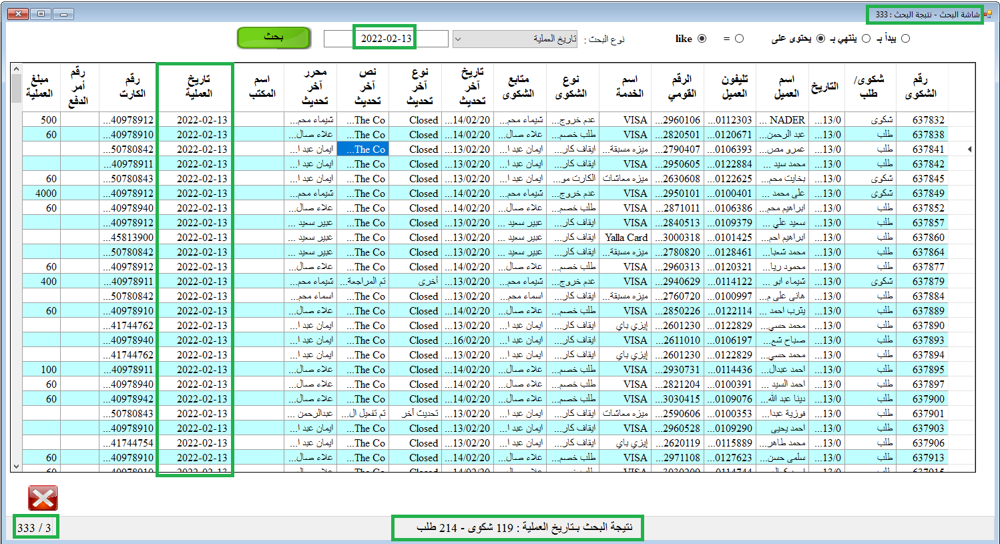 شاشة البحث - نتيجة البحث : 333
يبدأ بـ ينتهي بـ يحتوى على = like نوع البحث : تاريخ العملية 2022-02-13 بحث
رقم الشكوى شكوى/طلب التاريخ اسم العميل تليفون العميل الرقم القومي اسم الخدمة نوع الشكوى متابع الشكوى تاريخ آخر تحديث نوع آخر تحديث نص آخر تحديث محرر آخر تحديث اسم المكتب تاريخ العملية رقم الكارت رقم أمر الدفع مبلغ العملية
637832 شكوى 13/0... NADER ... 0112303... 2960106... VISA عدم خروج... شيماء محم... 14/02/20... Closed The Co... شيماء محم... 2022-02-13 40978912... 500
637838 طلب 13/0... عبد الرحمن... 0120671... 2820501... VISA طلب خصم... علاء صال... 14/02/20... Closed The Co... علاء صال... 2022-02-13 40978910... 60
637841 طلب 13/0... عمرو مص... 0106393... 2790407... ميزه مسبقة... ايقاف كار... ايمان عبد ا... 13/02/20... Closed The Co... ايمان عبد ا... 2022-02-13 50780842...
637842 طلب 13/0... محمد سيد ... 0122884... 2950605... VISA ايقاف كار... ايمان عبد ا... 13/02/20... Closed The Co... ايمان عبد ا... 2022-02-13 40978911...
637845 شكوى 13/0... بخايت محم... 0122625... 2630608... ميزه معاشات الكارت مو... ايمان عبد ا... 13/02/20... Closed The Co... ايمان عبد ا... 2022-02-13 50780843... 60
637849 شكوى 13/0... على محمد ... 0100401... 2950101... VISA عدم خروج... شيماء محم... 14/02/20... Closed The Co... شيماء محم... 2022-02-13 40978912... 4000
637852 طلب 13/0... ابراهيم محم... 0106386... 2871011... VISA طلب خصم... علاء صال... 14/02/20... Closed The Co... علاء صال... 2022-02-13 40978940... 60
637857 طلب 13/0... سعيد علي ... 0109379... 2840513... VISA ايقاف كار... عبير سعيد ... 13/02/20... Closed The Co... عبير سعيد ... 2022-02-13 40978912...
637860 طلب 13/0... ابراهيم احم... 0101425... 3000318... Yalla Card ايقاف كار... عبير سعيد ... 13/02/20... Closed The Co... عبير سعيد ... 2022-02-13 45813900...
637864 طلب 13/0... محمد شعبا... 0128461... 2780820... ميزه مسبقة... ايقاف كار... عبير سعيد ... 13/02/20... Closed The Co... عبير سعيد ... 2022-02-13 50780842...
637877 طلب 13/0... محمود ريا... 0120321... 2960313... VISA طلب خصم... علاء صال... 14/02/20... Closed The Co... علاء صال... 2022-02-13 40978912... 60
637879 شكوى 13/0... شيماء ابو ... 0114122... 2940629... VISA عدم خروج... شيماء محم... 13/02/20... أخرى تم المراجعة... شيماء محم... 2022-02-13 40978911... 400
637884 طلب 13/0... هانى على م... 0100997... 2760720... ميزه مسبقة... ايقاف كار... اسماء محم... 13/02/20... Closed The Co... اسماء محم... 2022-02-13 50780842...
637889 طلب 13/0... يثرب احمد ... 0122114... 2850226... VISA طلب خصم... علاء صال... 14/02/20... Closed The Co... علاء صال... 2022-02-13 40978910... 60
637890 طلب 13/0... محمد حسي... 0122829... 2601230... إيزي باي ايقاف كار... ايمان عبد ا... 13/02/20... Closed The Co... ايمان عبد ا... 2022-02-13 41744762...
637893 طلب 13/0... صباح شع... 0106197... 2611010... VISA ايقاف كار... ايمان عبد ا... 16/02/20... Closed The Co... ايمان عبد ا... 2022-02-13 40978940...
637894 طلب 13/0... محمد حسي... 0122829... 2601230... إيزي باي ايقاف كار... ايمان عبد ا... 13/02/20... Closed The Co... ايمان عبد ا... 2022-02-13 41744762...
637895 طلب 13/0... احمد عبدال... 0114436... 2930731... VISA طلب خصم... علاء صال... 14/02/20... Closed The Co... علاء صال... 2022-02-13 40978911... 100
637897 طلب 13/0... احمد السيد ... 0100391... 2821204... VISA طلب خصم... علاء صال... 14/02/20... Closed The Co... علاء صال... 2022-02-13 40978940... 60
637900 طلب 13/0... دينا عبد الله... 0109076... 3030415... VISA طلب خصم... علاء صال... 14/02/20... Closed The Co... علاء صال... 2022-02-13 40978942... 60
637901 طلب 13/0... فوزية عبدا... 0100353... 2590606... ميزه معاشات ايقاف كار... ايمان عبد ا... 13/02/20... تحديث آخر تم تفعيل ال... عبدالرحمن ... 2022-02-13 50780843...
637903 طلب 13/0... احمد يحيى 0109290... 2960528... VISA ايقاف كار... ايمان عبد ا... 13/02/20... Closed The Co... ايمان عبد ا... 2022-02-13 40978910...
637906 طلب 13/0... محمد طاهر... 0115889... 2620119... إيزي باي ايقاف كار... ايمان عبد ا... 13/02/20... Closed The Co... ايمان عبد ا... 2022-02-13 41744754...
637913 طلب 13/0... سلمى حسن... 0127623... 2971108... VISA طلب خصم... علاء صال... 14/02/20... Closed The Co... علاء صال... 2022-02-13 40978910... 60
نتيجة البحث بـتاريخ العملية : 119 شكوى - 214 طلب
333 / 3